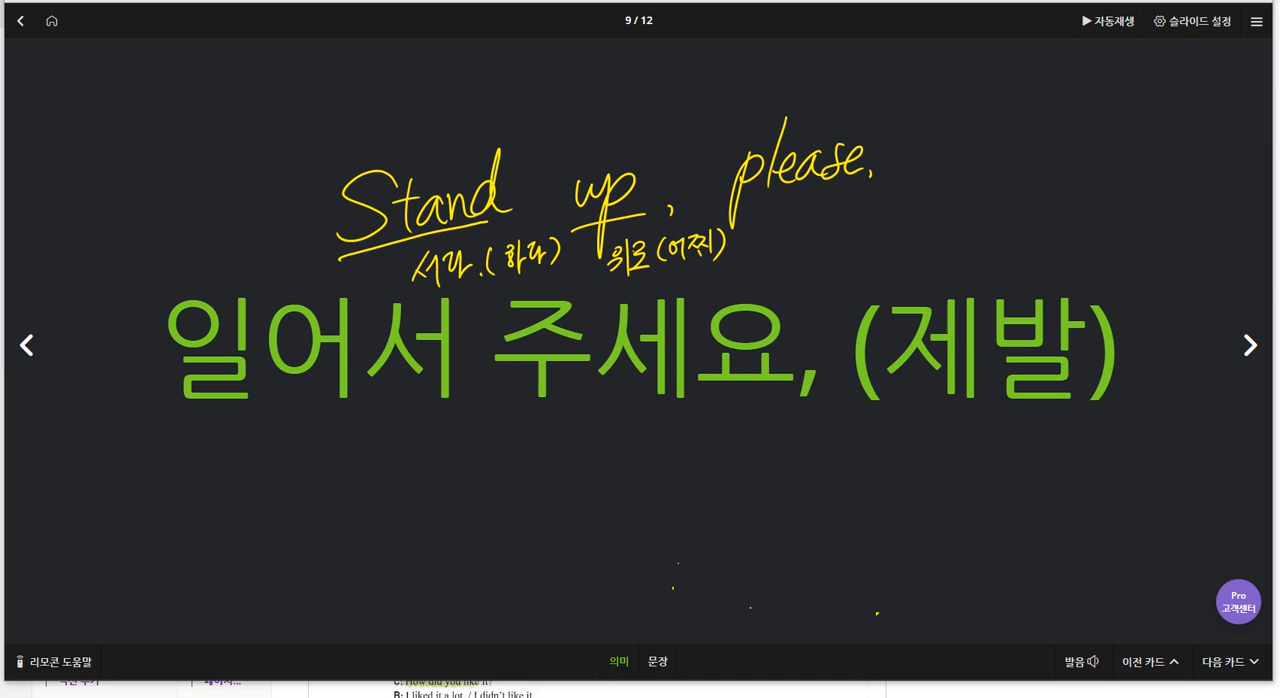 9 / 12
자동재생
슬라이드 설정
Stand up, please.
서라.(하라) 위로(어찌)
일어서 주세요, (제발)
Pro
고객센터
리모콘 도움말
의미
문장
발음
이전 카드
다음 카드
C: How did you like it?
B: I liked it a lot. / I didn't like it